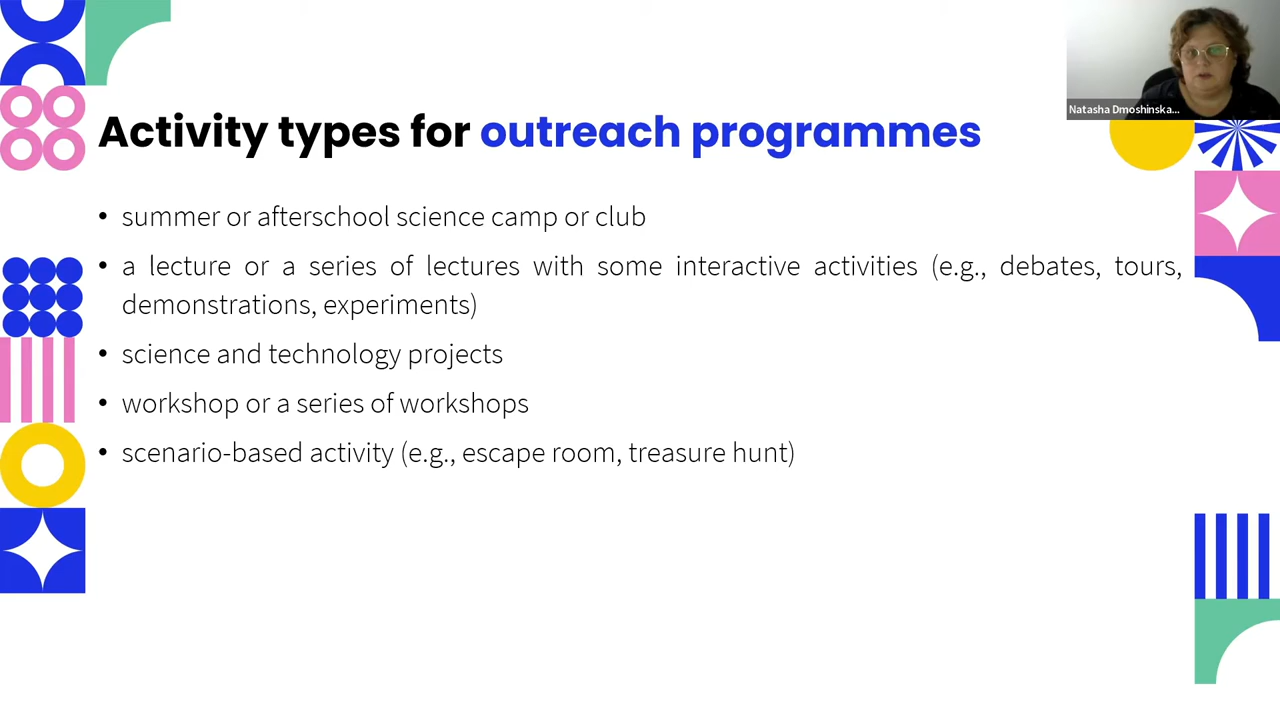 Natasha Dmoshinska...
Activity types for outreach programmes
• summer or afterschool science camp or club
• a lecture or a series of lectures with some interactive activities (e.g., debates, tours,
demonstrations, experiments)
• science and technology projects
• workshop or a series of workshops
• scenario-based activity (e.g., escape room, treasure hunt)